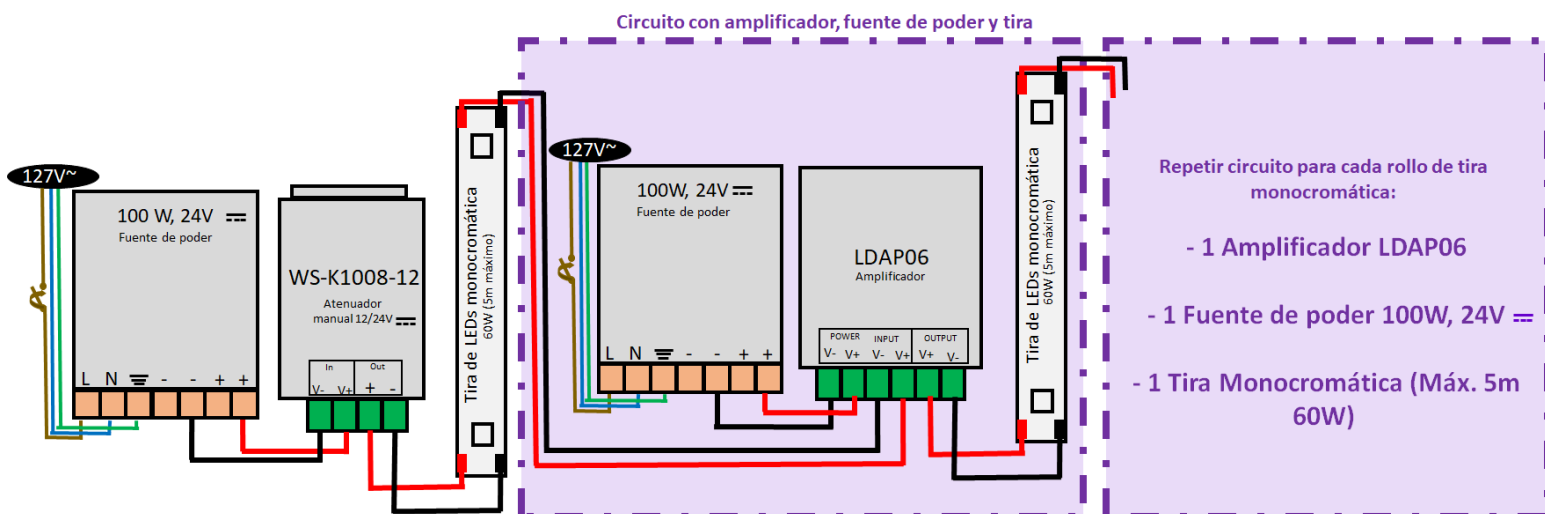 Circuito con amplificador, fuente de poder y tira
127V~
100 W, 24V
Fuente de poder
L N - - + +
WS-K1008-12
Atenuador
manual 12/24V
In Out
V- V+ + -
Tira de LEDs monocromática
60W (5m máximo)
127V~
100W, 24V
Fuente de poder
L N - - + +
LDAP06
Amplificador
POWER INPUT OUTPUT
V- V+ V- V+ V+ V-
Tira de LEDs monocromática
60W (5m máximo)
Repetir circuito para cada rollo de tira
monocromática:
- 1 Amplificador LDAP06
- 1 Fuente de poder 100W, 24V
- 1 Tira Monocromática (Máx. 5m
60W)